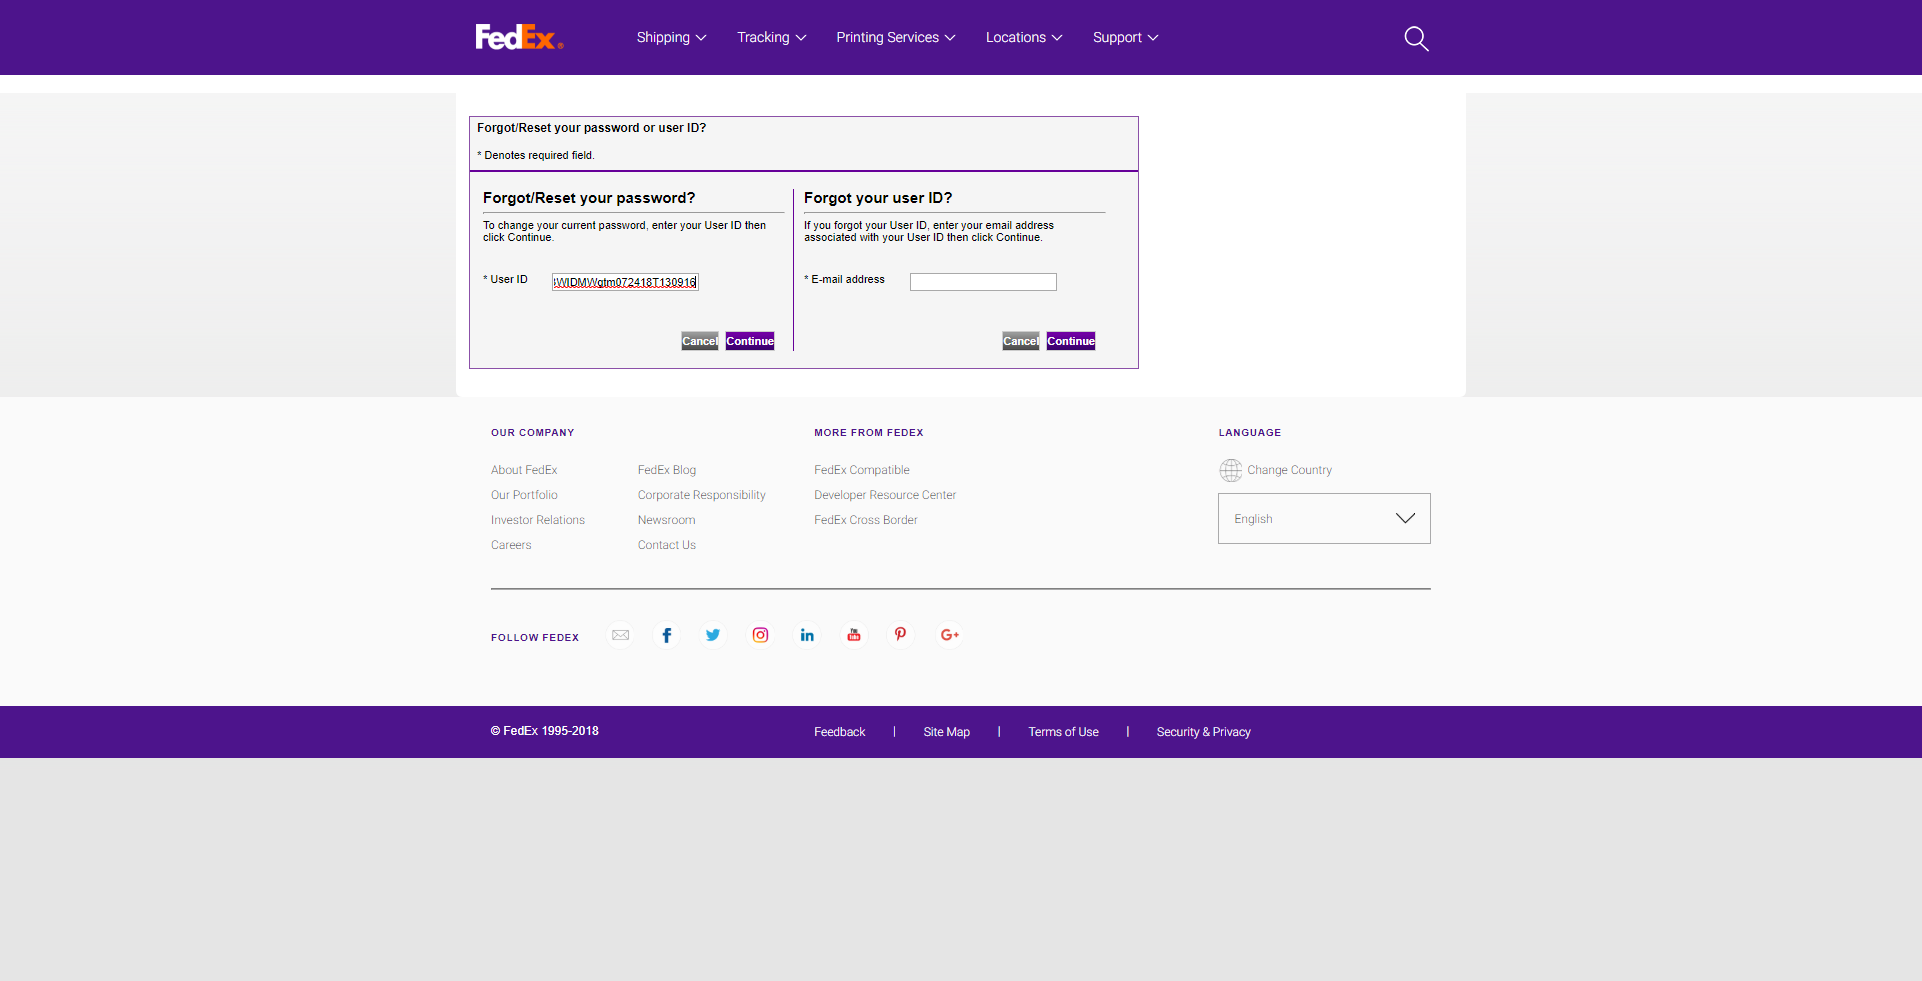 FedEx®
Shipping Tracking Printing Services Locations Support
Forgot/Reset your password or user ID?
* Denotes required field.
Forgot/Reset your password?
To change your current password, enter your User ID then
click Continue.
* User ID
WIDMWgtm072418T130916
Cancel Continue
Forgot your user ID?
If you forgot your User ID, enter your email address
associated with your User ID then click Continue.
* E-mail address
Cancel Continue
OUR COMPANY
About FedEx
Our Portfolio
Investor Relations
Careers
FedEx Blog
Corporate Responsibility
Newsroom
Contact Us
MORE FROM FEDEX
FedEx Compatible
Developer Resource Center
FedEx Cross Border
LANGUAGE
Change Country
English
FOLLOW FEDEX
© FedEx 1995-2018
Feedback | Site Map | Terms of Use | Security & Privacy